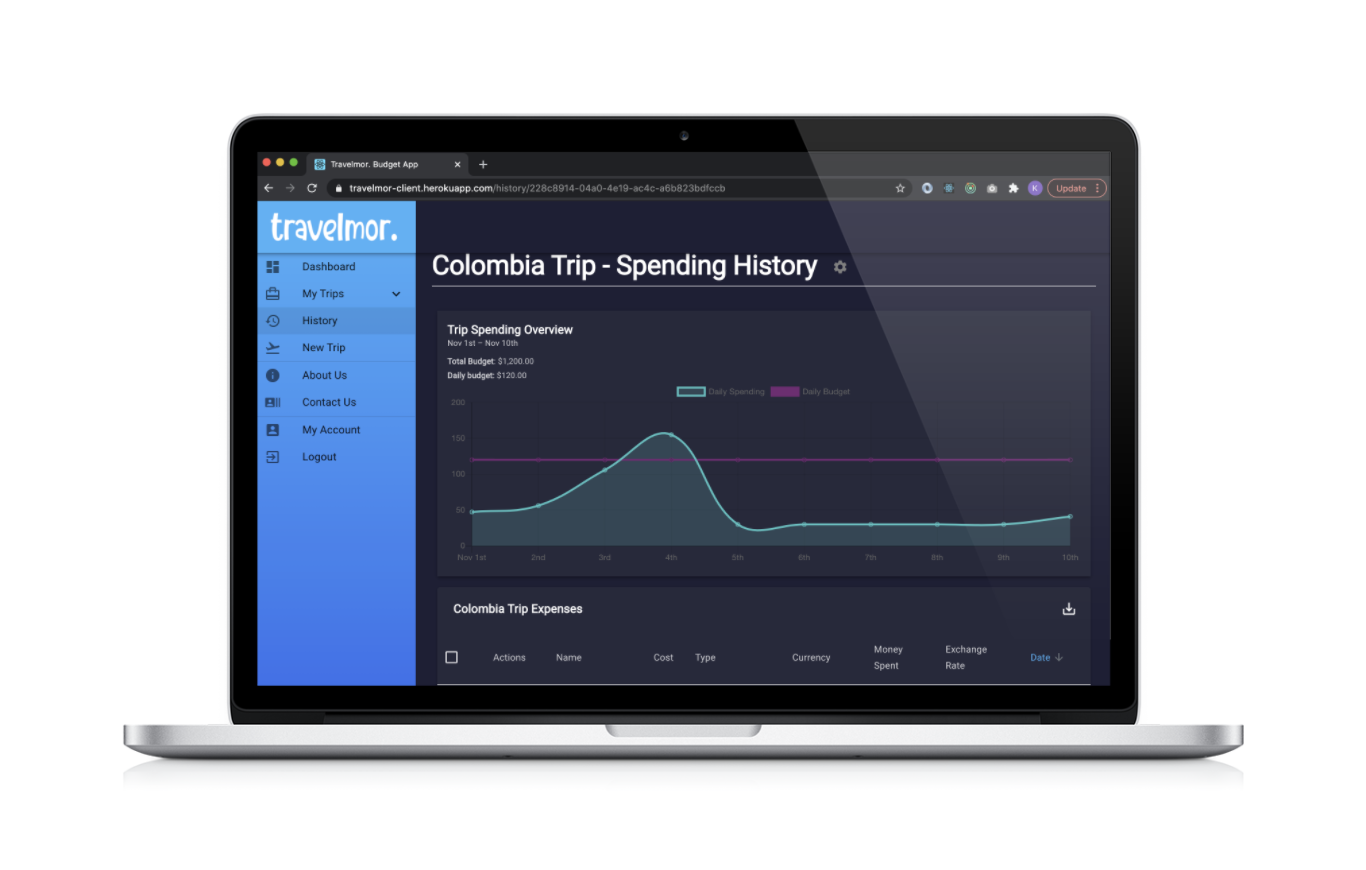 Travelmor. Budget App
travelmor-client.herokuapp.com/history/228c8914-04a0-4e19-ac4c-a6b823bdfccb
K
Update
travelmor.
Dashboard
My Trips
History
New Trip
About Us
Contact Us
My Account
Logout
Colombia Trip - Spending History
Trip Spending Overview
Nov 1st – Nov 10th
Total Budget: $1,200.00
Daily budget: $120.00
Daily Spending Daily Budget
200
150
100
50
0
Nov 1st 2nd 3rd 4th 5th 6th 7th 8th 9th 10th
Colombia Trip Expenses
Actions Name Cost Type Currency Money Spent Exchange Rate Date